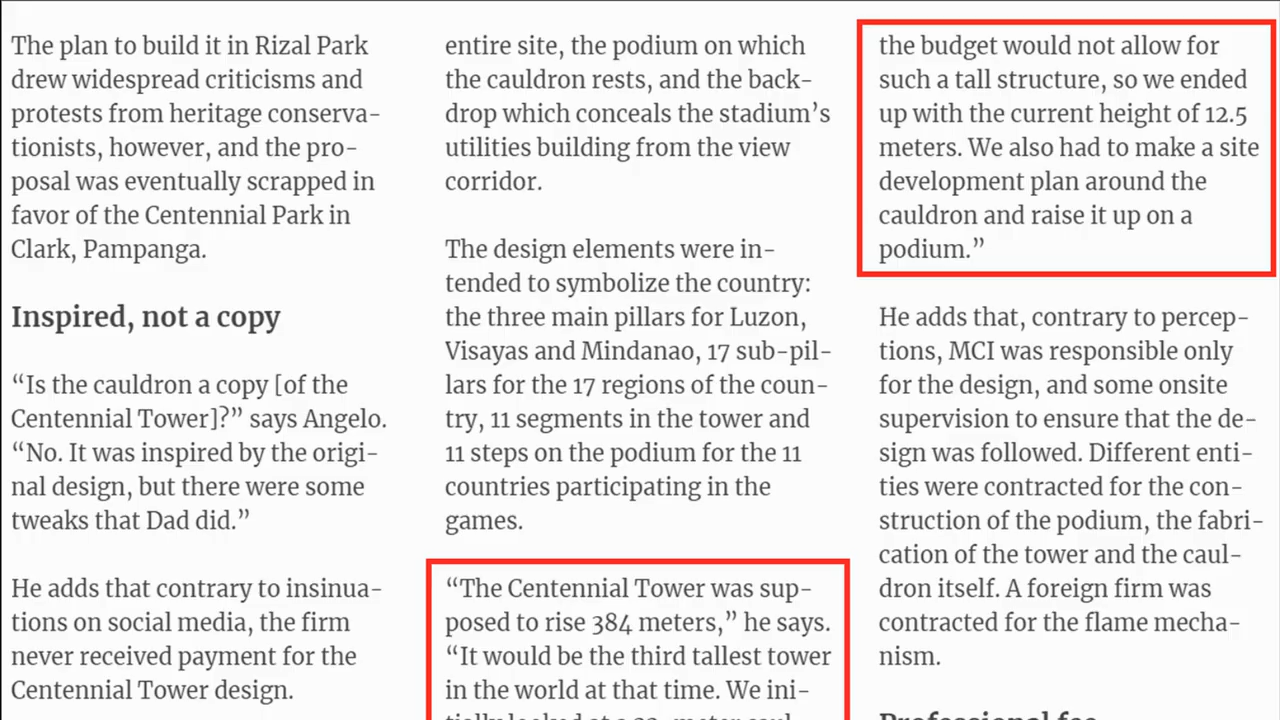 The plan to build it in Rizal Park
drew widespread criticisms and
protests from heritage conserva-
tionists, however, and the pro-
posal was eventually scrapped in
favor of the Centennial Park in
Clark, Pampanga.
Inspired, not a copy
“Is the cauldron a copy [of the
Centennial Tower]?” says Angelo.
“No. It was inspired by the origi-
nal design, but there were some
tweaks that Dad did.”
He adds that contrary to insinua-
tions on social media, the firm
never received payment for the
Centennial Tower design.
entire site, the podium on which
the cauldron rests, and the back-
drop which conceals the stadium’s
utilities building from the view
corridor.
The design elements were in-
tended to symbolize the country:
the three main pillars for Luzon,
Visayas and Mindanao, 17 sub-pil-
lars for the 17 regions of the coun-
try, 11 segments in the tower and
11 steps on the podium for the 11
countries participating in the
games.
“The Centennial Tower was sup-
posed to rise 384 meters,” he says.
“It would be the third tallest tower
in the world at that time. We ini-
tially looked at a
the budget would not allow for
such a tall structure, so we ended
up with the current height of 12.5
meters. We also had to make a site
development plan around the
cauldron and raise it up on a
podium.”
He adds that, contrary to percep-
tions, MCI was responsible only
for the design, and some onsite
supervision to ensure that the de-
sign was followed. Different enti-
ties were contracted for the con-
struction of the podium, the fabri-
cation of the tower and the caul-
dron itself. A foreign firm was
contracted for the flame mecha-
nism.
Professional fee